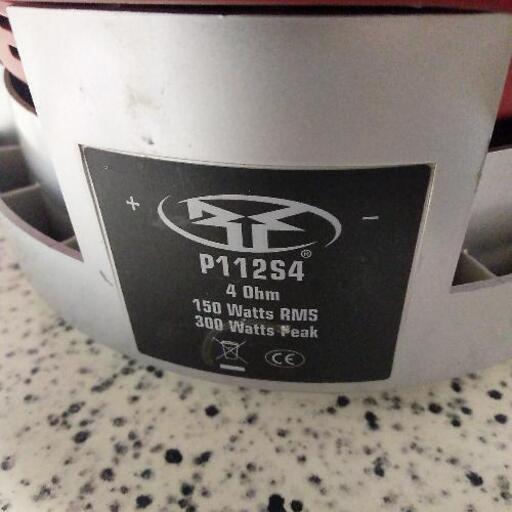 + -
P112S4®
4 Ohm
150 Watts RMS
300 Watts Peak
CE